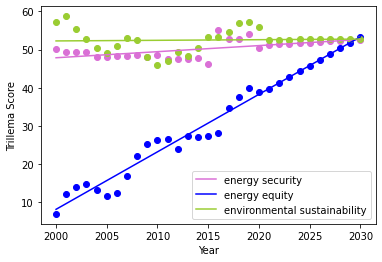 60
50
40
30
20
10
Trillema Score
2000 2005 2010 2015 2020 2025 2030
Year
energy security
energy equity
environmental sustainability